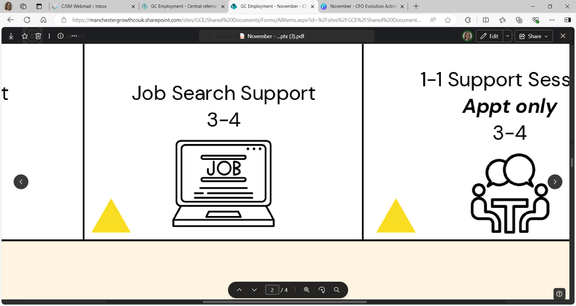 CJSM Webmail :: Inbox
GC Employment - Central referral
GC Employment - November - C
November - CFO Evolution Activ
https://manchestergrowthcouk.sharepoint.com/sites/GCE/Shared%20Documents/Forms/AllItems.aspx?id=%2Fsites%2FGCE%2FShared%20Document...
November - ...ptx (3).pdf
Edit
Share
t
Job Search Support
3-4
JOB
1-1 Support Sess
Appt only
3-4
2 / 4